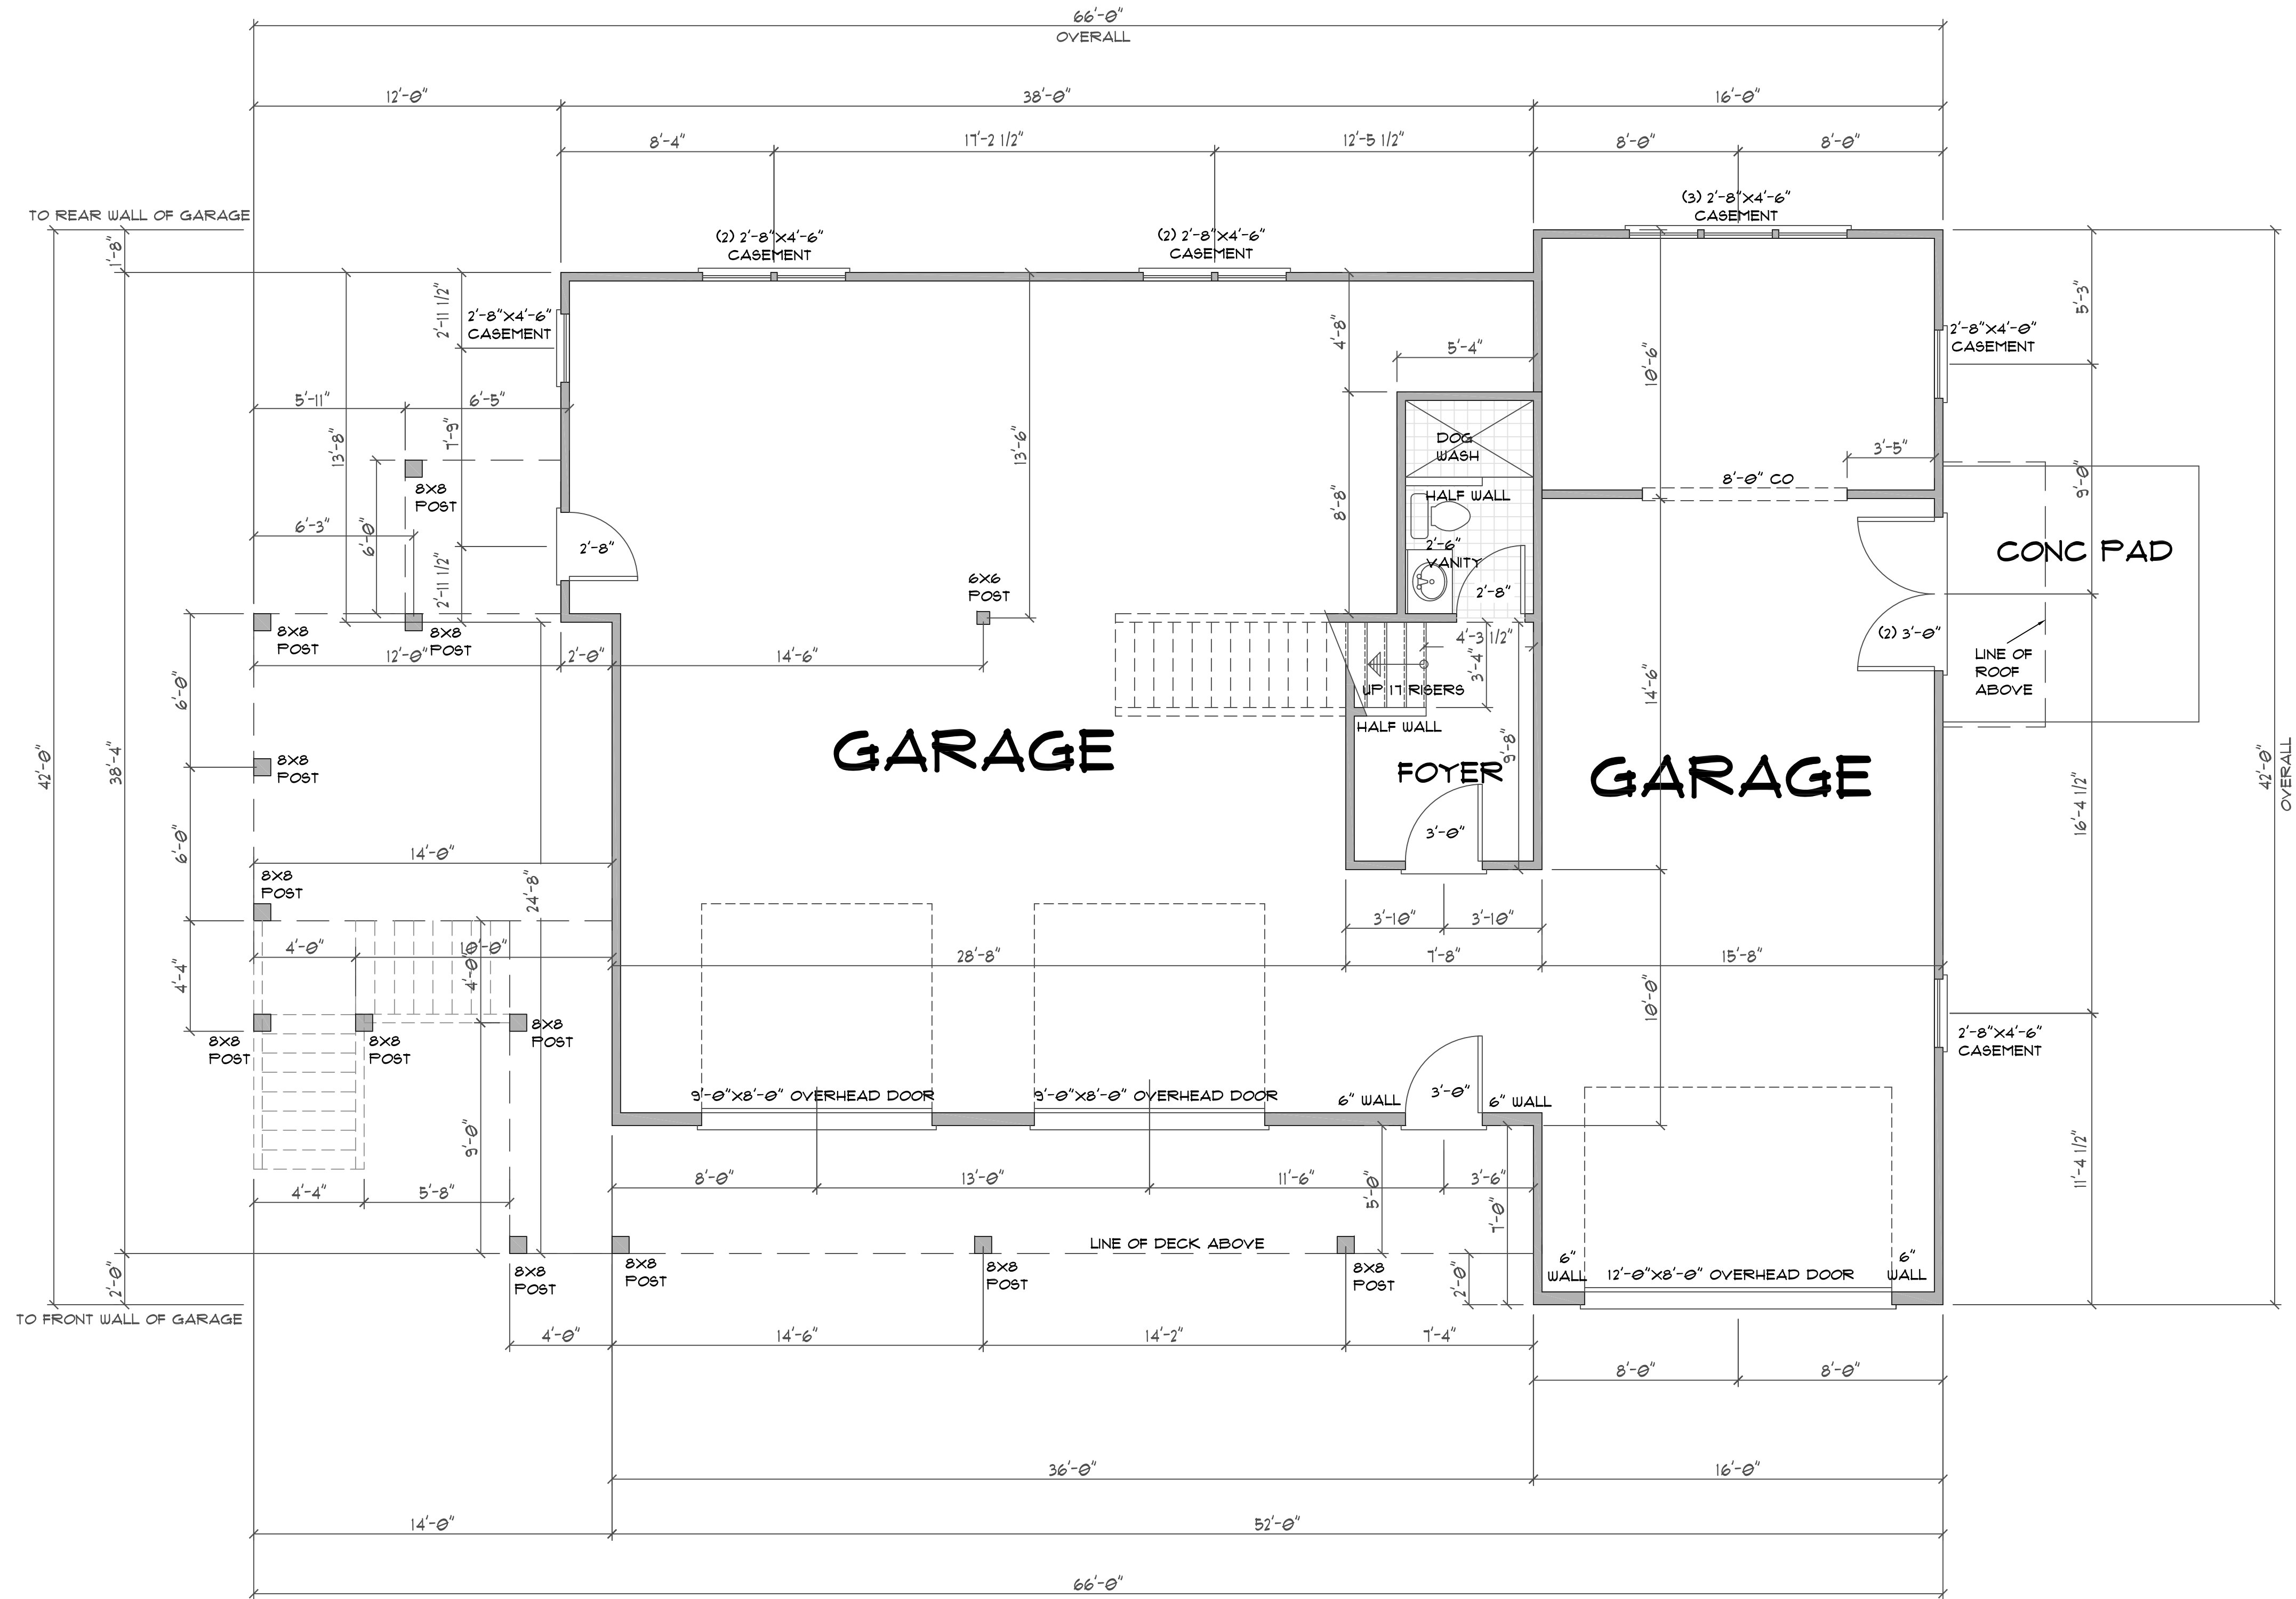 66'-0"
OVERALL
12'-0"
38'-0"
16'-0"
8'-4"
17'-2 1/2"
12'-5 1/2"
8'-0"
8'-0"
TO REAR WALL OF GARAGE
(3) 2'-8"X4'-6"
CASEMENT
(2) 2'-8"X4'-6"
CASEMENT
(2) 2'-8"X4'-6"
CASEMENT
1'-8"
2'-11 1/2"
2'-8"X4'-6"
CASEMENT
4'-8"
5'-4"
10'-6"
5'-3"
2'-8"X4'-0"
CASEMENT
5'-11"
6'-5"
13'-8"
7'-9"
13'-6"
DOG
WASH
3'-5"
8X8
POST
HALF WALL
8'-0" CO
9'-0"
6'-3"
6'-0"
8'-8"
2'-8"
2'-6"
VANITY
CONC PAD
2'-11 1/2"
6X6
POST
2'-8"
8X8
POST
8X8
POST
4'-3 1/2"
(2) 3'-0"
12'-0"
2'-0"
14'-6"
3'-4"
LINE OF
ROOF
ABOVE
6'-0"
UP 17 RISERS
14'-6"
HALF WALL
42'-0"
38'-4"
8X8
POST
GARAGE
9'-8"
FOYER
GARAGE
16'-4 1/2"
42'-0"
OVERALL
6'-0"
14'-0"
3'-0"
8X8
POST
24'-8"
3'-10"
3'-10"
4'-0"
10'-0"
4'-0"
4'-4"
28'-8"
7'-8"
15'-8"
10'-0"
8X8
POST
8X8
POST
8X8
POST
2'-8"X4'-6"
CASEMENT
9'-0"X8'-0" OVERHEAD DOOR
9'-0"X8'-0" OVERHEAD DOOR
6" WALL
3'-0"
6" WALL
9'-0"
11'-4 1/2"
4'-4"
5'-8"
8'-0"
13'-0"
11'-6"
5'-0"
3'-6"
7'-0"
LINE OF DECK ABOVE
8X8
POST
8X8
POST
8X8
POST
8X8
POST
2'-0"
2'-0"
6"
WALL
12'-0"X8'-0" OVERHEAD DOOR
6"
WALL
TO FRONT WALL OF GARAGE
4'-0"
14'-6"
14'-2"
7'-4"
8'-0"
8'-0"
36'-0"
16'-0"
14'-0"
52'-0"
66'-0"